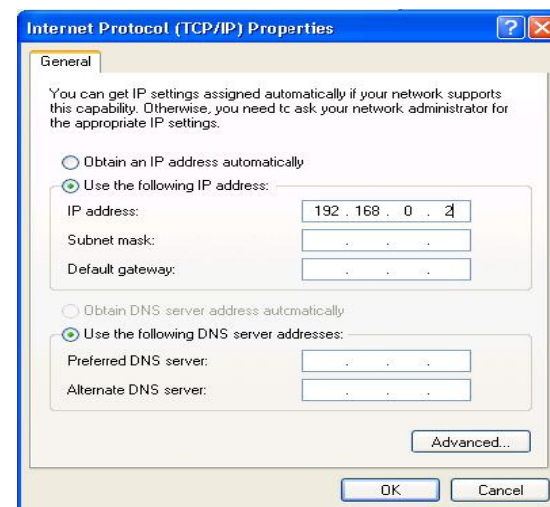 Internet Protocol (TCP/IP) Properties
General
You can get IP settings assigned automatically if your network supports
this capability. Otherwise, you need tc ask your network administrator for
the appropriate IP settings.
Obtain an IP address automatically
Use the following IP address:
IP address: 192 . 168 . 0 . 2
Subnet mask: . . .
Default gateway: . . .
Obtain DNS server address autcmatically
Use the following DNS server addresses:
Preferred DNS server: . . .
Alternate DNS server: . . .
Advanced...
OK Cancel